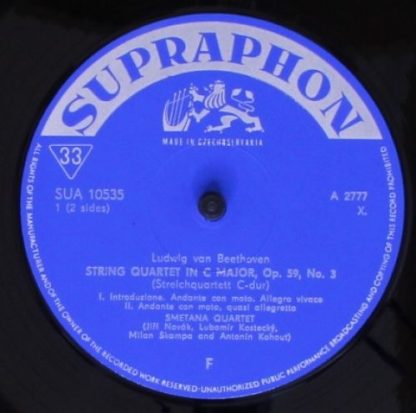 SUPRAPHON
MADE IN CZECHOSLOVAKIA
33
SUA 10535
1 (2 sides)
A 2777
X.
Ludwig van Beethoven
STRING QUARTET IN C MAJOR, Op. 59, No. 3
(Streichquartett C-dur)
I. Introduzione. Andante con moto. Allegro vivace
II. Andante con moto, quasi allegretto
SMETANA QUARTET
(Jiří Novák, Lubomír Kostecký,
Milan Škampa and Antonín Kohout)
F
ALL RIGHTS OF THE MANUFACTURER AND OF THE OWNER OF THE RECORDED WORK RESERVED-UNAUTHORIZED PUBLIC PERFORMANCE BROADCASTING AND COPYING OF THIS RECORD PROHIBITED